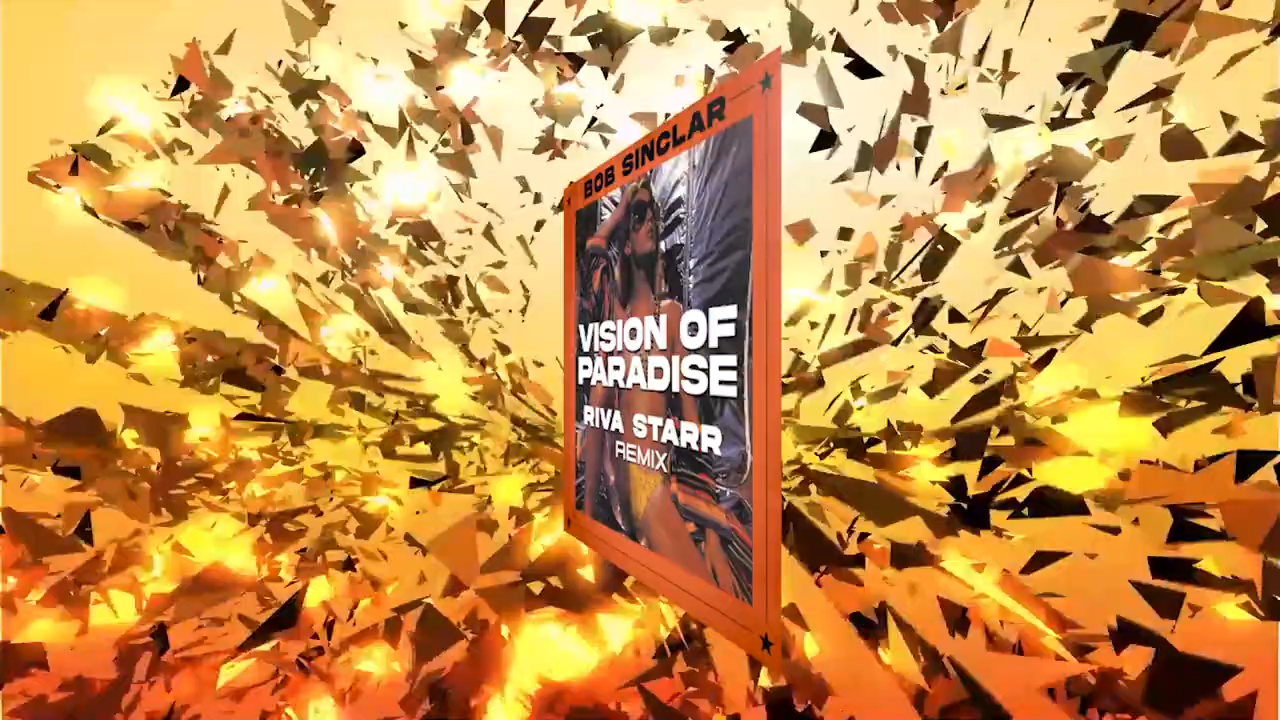 BOB SINCLAR
VISION OF
PARADISE
RIVA STARR
REMIX